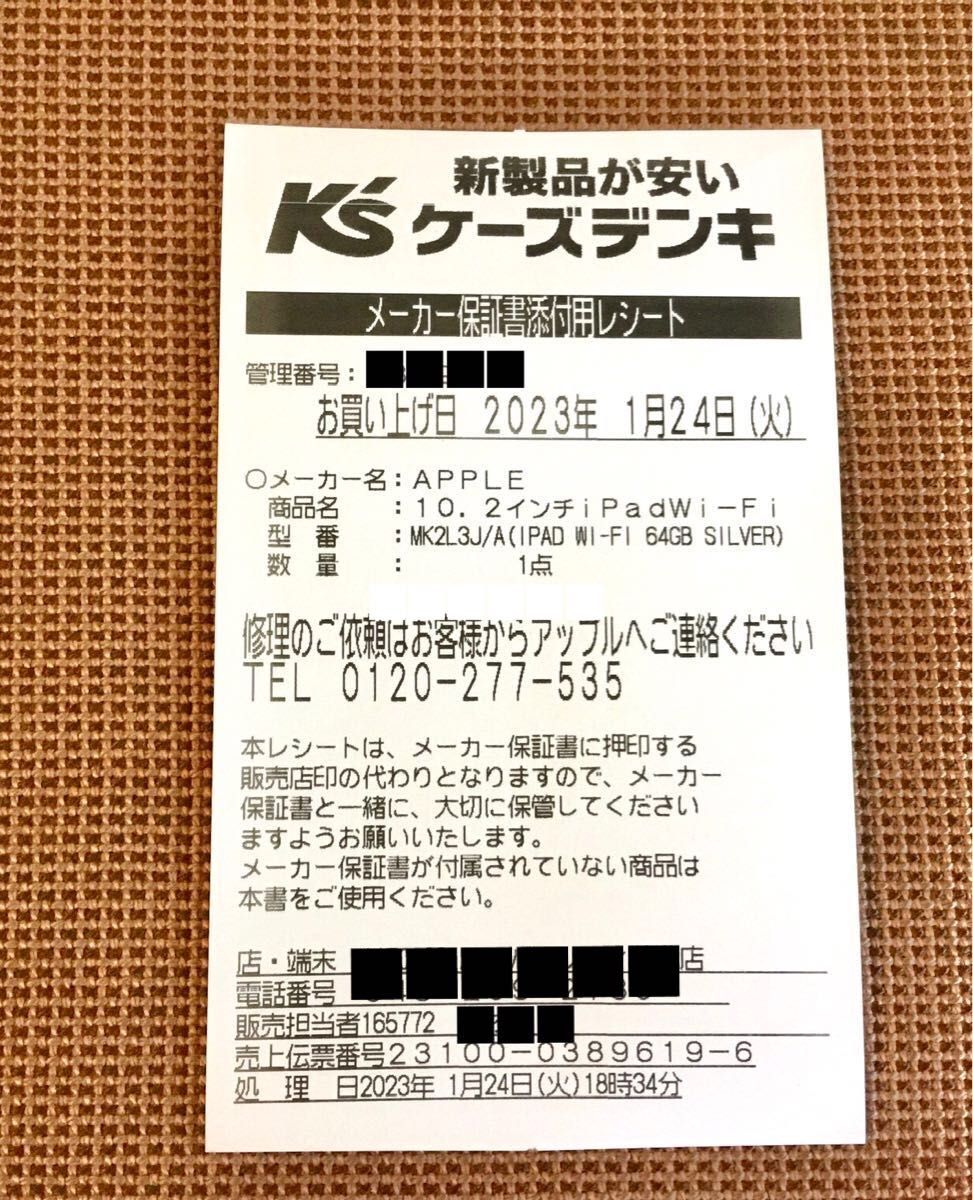 新製品が安い
K's ケーズデンキ
メーカー保証書添付用レシート
管理番号：
お買い上げ日 2023年 1月24日（火）
○メーカー名：APPLE
商品名 ：10.2インチiPadWi-Fi
型 番 ：MK2L3J/A(IPAD WI-FI 64GB SILVER)
数 量 ： 1点
修理のご依頼はお客様からアップルへご連絡ください
TEL 0120-277-535
本レシートは、メーカー保証書に押印する
販売店印の代わりとなりますので、メーカー
保証書と一緒に、大切に保管してください
ますようお願いいたします。
メーカー保証書が付属されていない商品は
本書をご使用ください。
店・端末 店
電話番号
販売担当者165772
売上伝票番号23100-0389619-6
処 理 日2023年 1月24日(火)18時34分